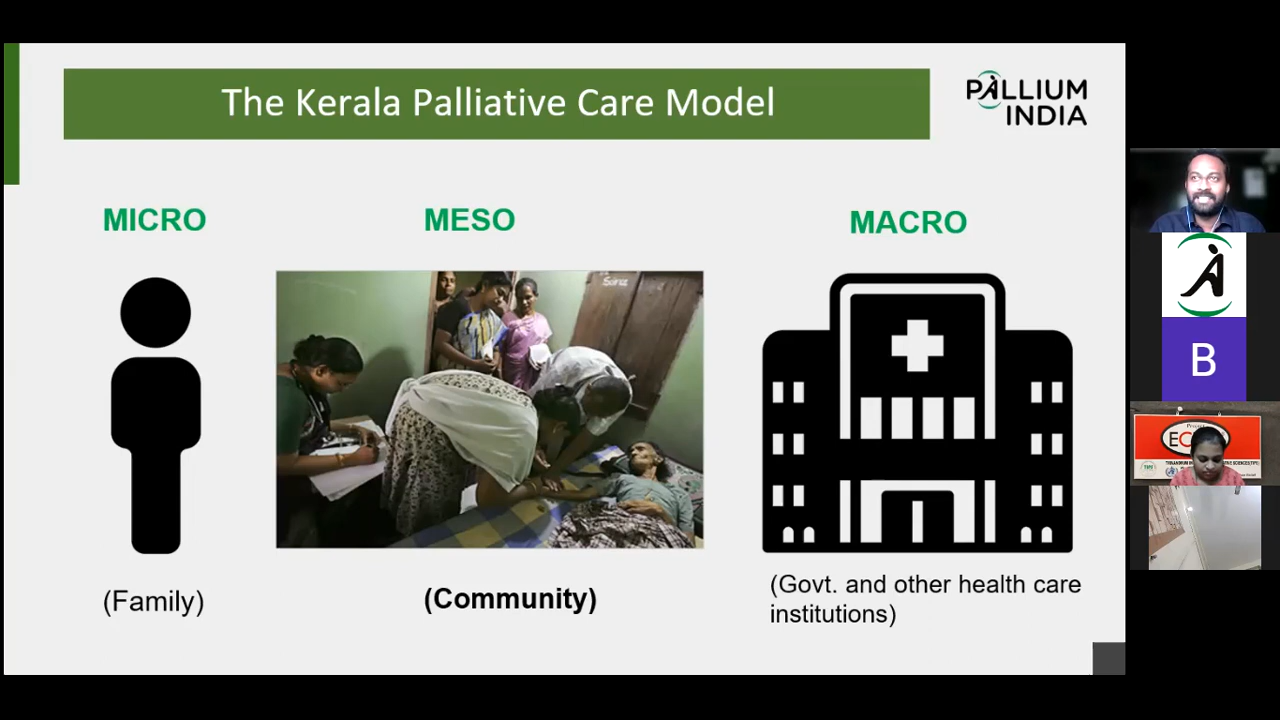 The Kerala Palliative Care Model
PALLIUM
INDIA
MICRO
MESO
MACRO
(Family)
(Community)
(Govt. and other health care
institutions)
B